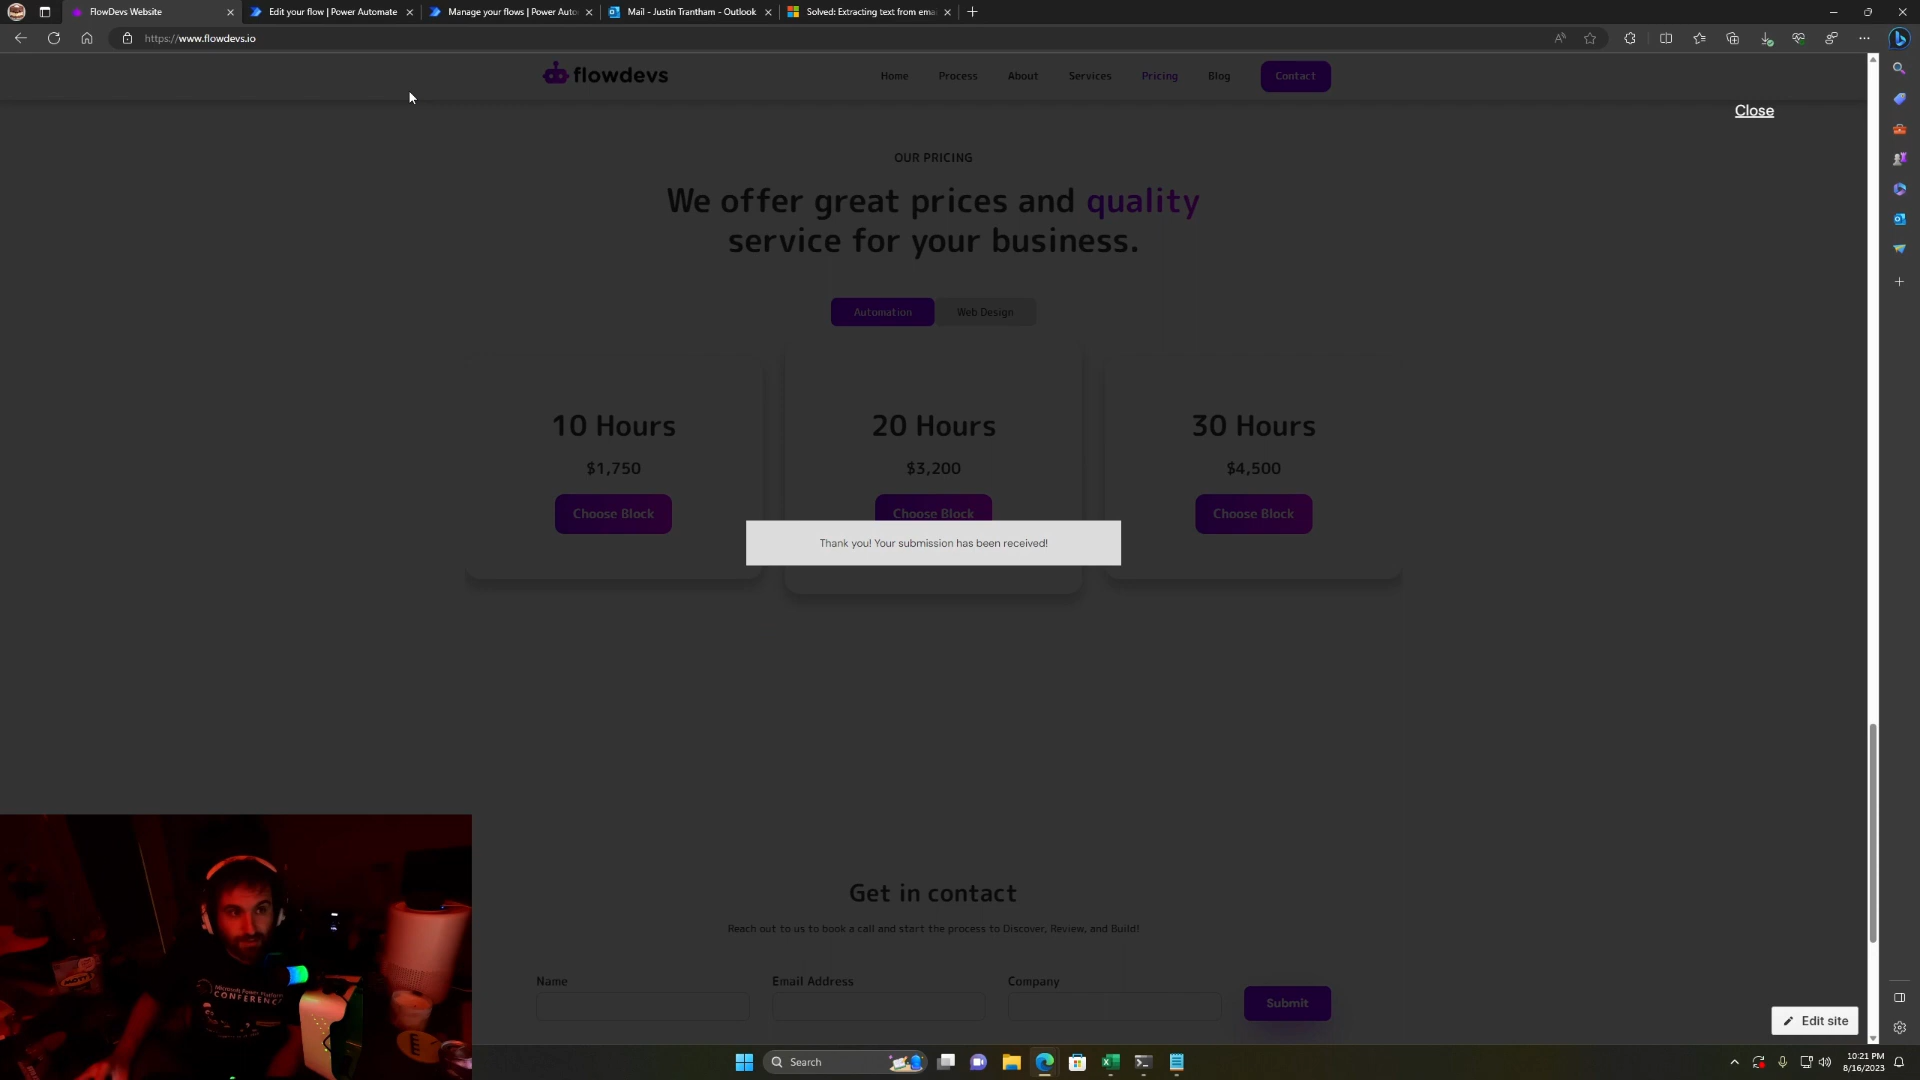 FlowDevs Website
Edit your flow | Power Automate
Manage your flows | Power Auto
Mail - Justin Trantham - Outlook
Solved: Extracting text from ema
https://www.flowdevs.io
flowdevs
Home
Process
About
Services
Pricing
Blog
Contact
Close
OUR PRICING
We offer great prices and quality
service for your business.
Automation
Web Design
10 Hours
$1,750
Choose Block
20 Hours
$3,200
Choose Block
30 Hours
$4,500
Choose Block
Thank you! Your submission has been received!
Get in contact
Reach out to us to book a call and start the process to Discover, Review, and Build!
Name
Email Address
Company
Submit
Edit site
Microsoft Power Platform
CONFERENCE
Search
10:21 PM
8/16/2023